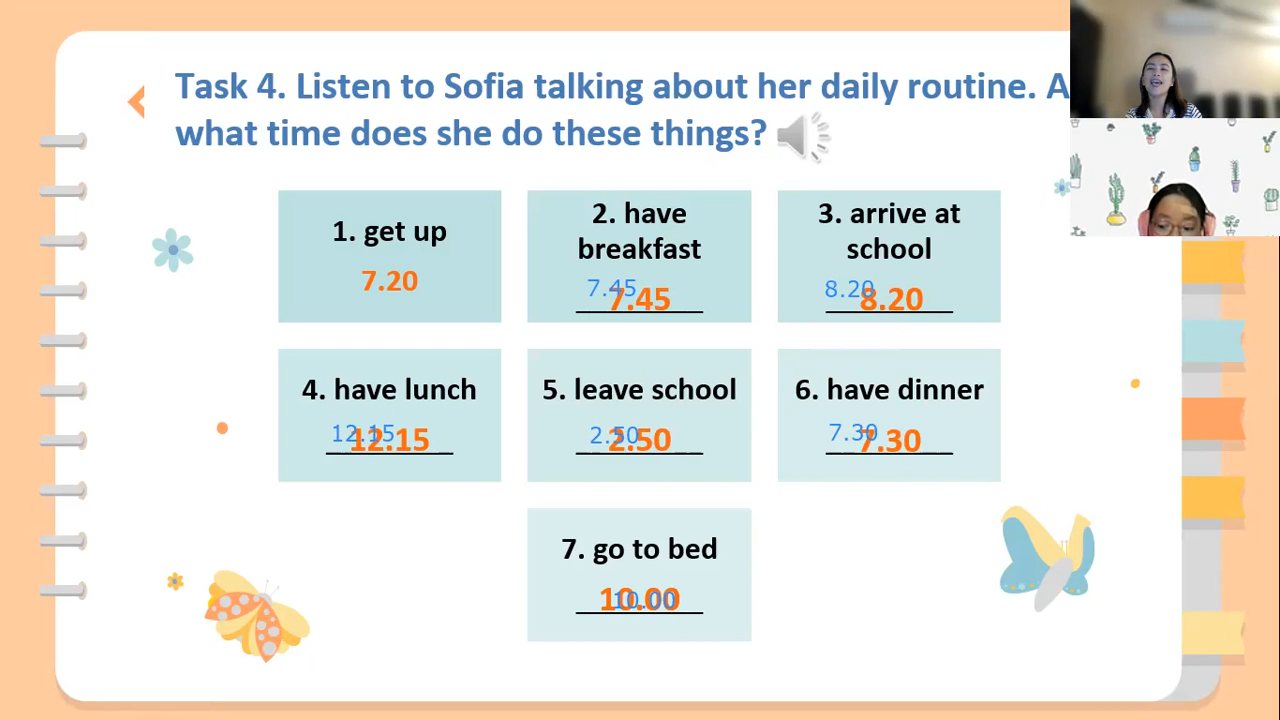 Task 4. Listen to Sofia talking about her daily routine. A
what time does she do these things?
1. get up
7.20
2. have
breakfast
7.45
7.45
3. arrive at
school
8.20
8.20
4. have lunch
12.15
12.15
5. leave school
2.50
2.50
6. have dinner
7.30
7.30
7. go to bed
10.00
10.00